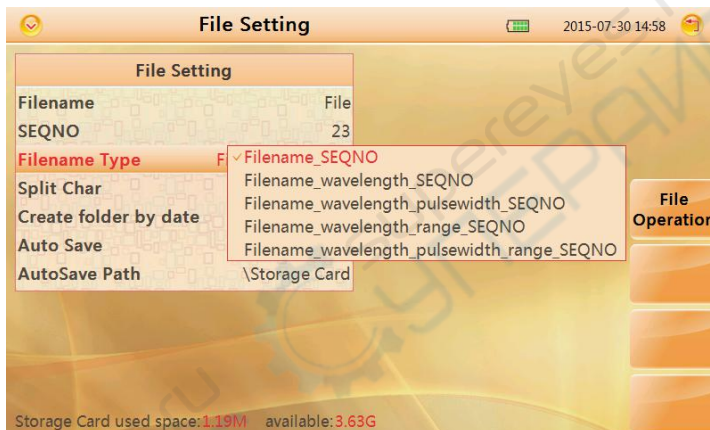 File Setting
2015-07-30 14:58
File Setting
Filename File
SEQNO 23
Filename Type
Filename_SEQNO
Filename_wavelength_SEQNO
Filename_wavelength_pulsewidth_SEQNO
Filename_wavelength_range_SEQNO
Filename_wavelength_pulsewidth_range_SEQNO
Split Char
Create folder by date
Auto Save
AutoSave Path \Storage Card
File
Operation
Storage Card used space:1.19M available:3.63G
СУПЕРАЙС